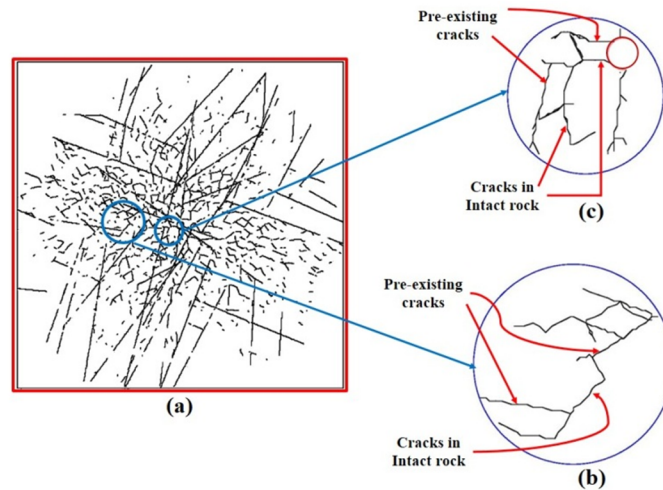 Pre-existing
cracks
Cracks in
Intact rock
(c)
(a)
Pre-existing
cracks
Cracks in
Intact rock
(b)